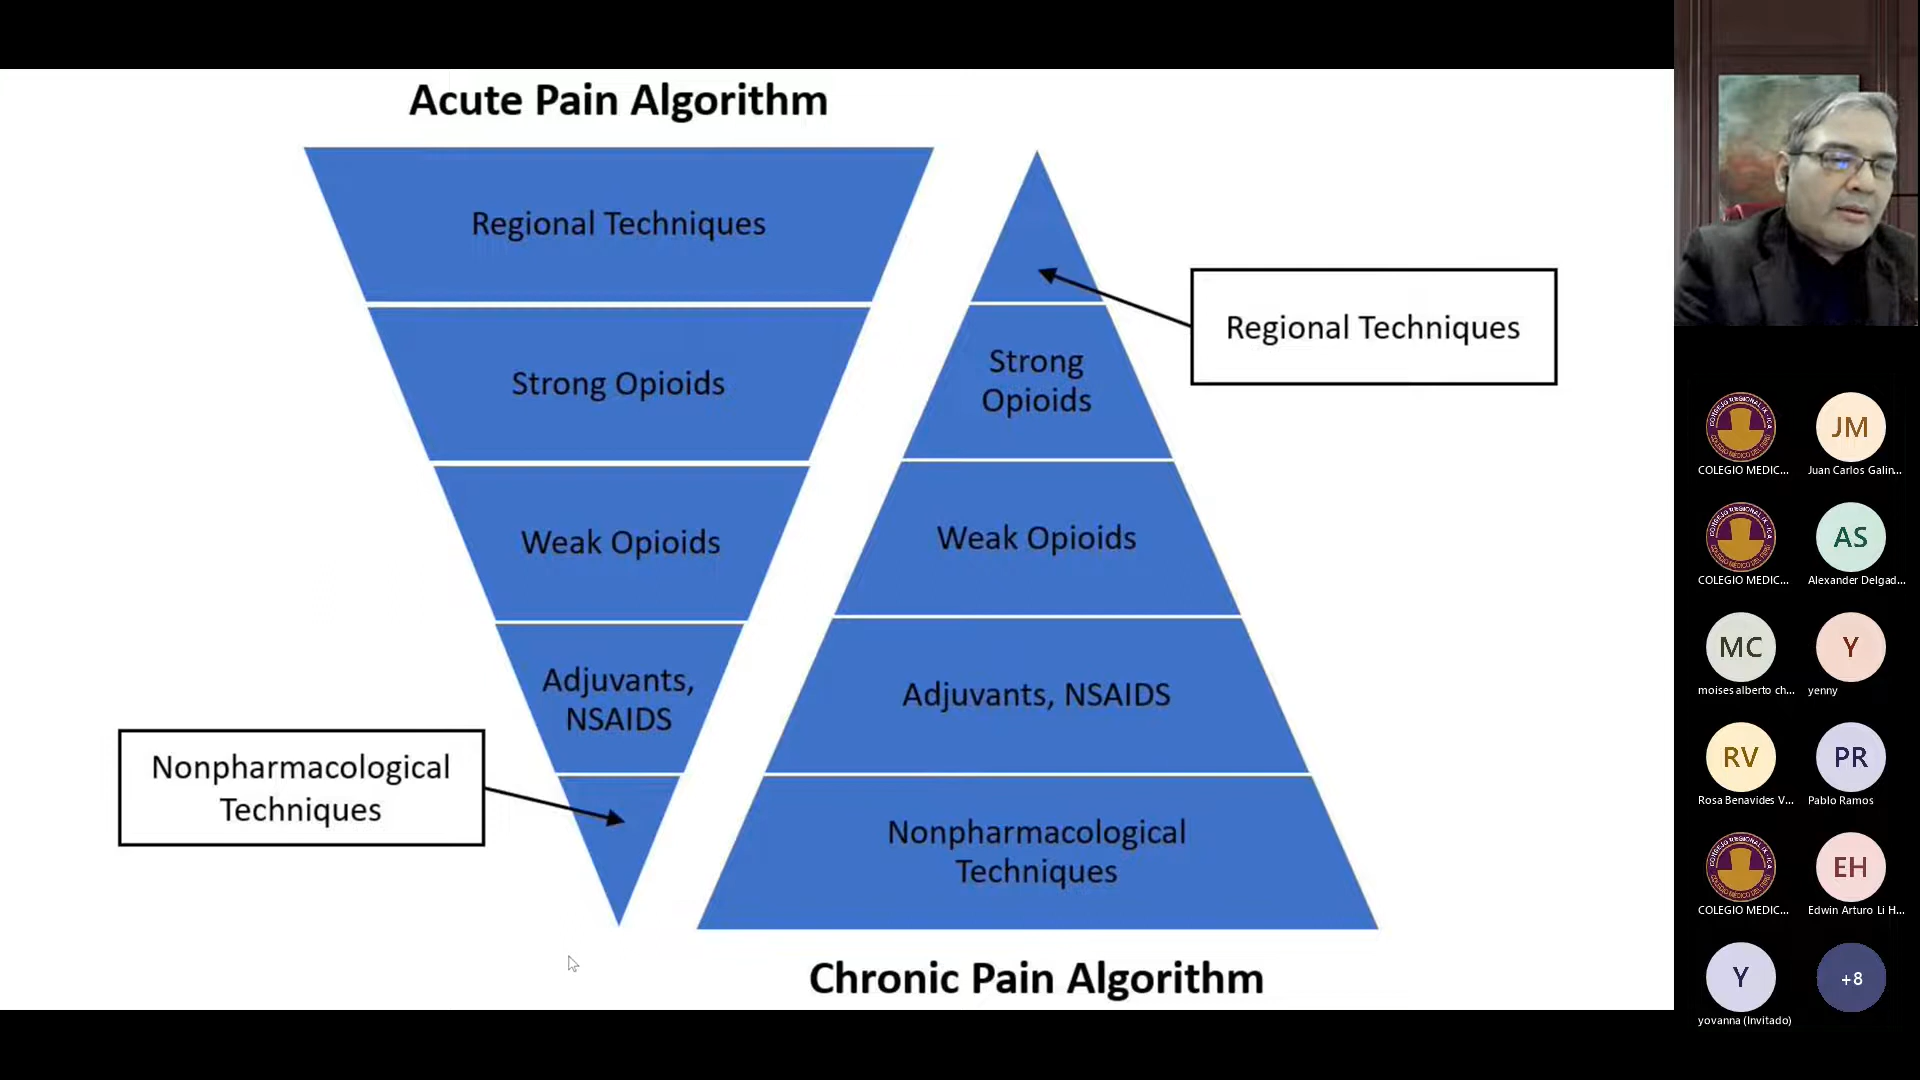 Acute Pain Algorithm
Regional Techniques
Strong Opioids
Weak Opioids
Adjuvants,
NSAIDS
Nonpharmacological
Techniques
Regional Techniques
Strong
Opioids
Weak Opioids
Adjuvants, NSAIDS
Nonpharmacological
Techniques
Chronic Pain Algorithm
COLEGIO MEDIC...
JM
Juan Carlos Galin...
COLEGIO MEDIC...
AS
Alexander Delgad...
MC
moises alberto ch...
Y
yenny
RV
Rosa Benavides V...
PR
Pablo Ramos
COLEGIO MEDIC...
EH
Edwin Arturo Li H...
Y
yovanna (Invitado)
+8